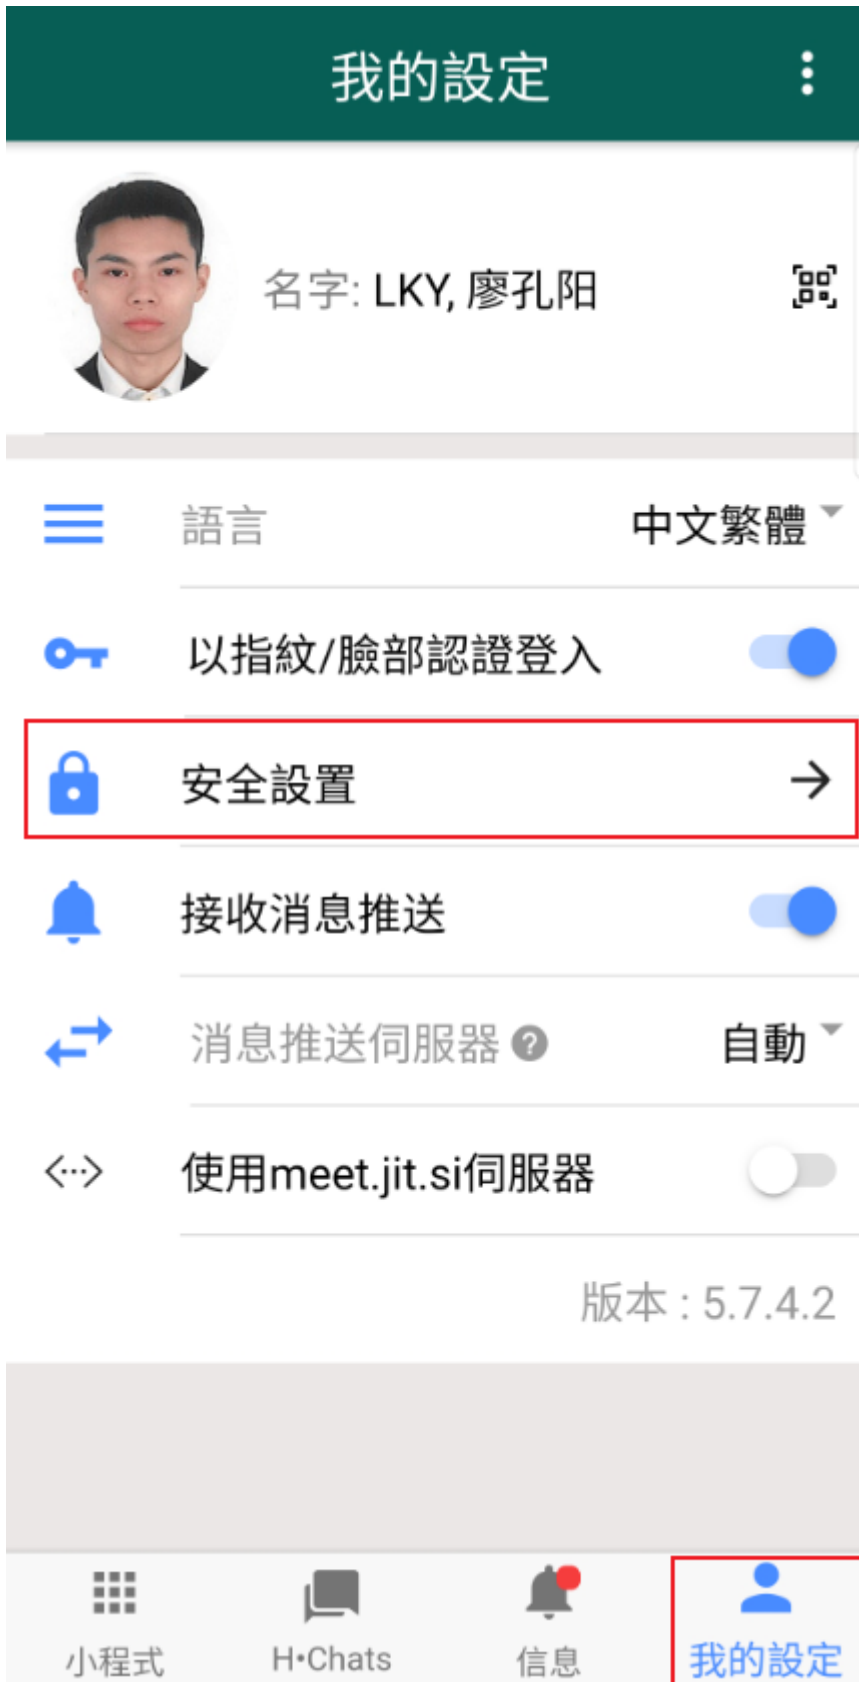 我的設定
名字: LKY, 廖孔阳
語言 中文繁體
以指紋/臉部認證登入
安全設置
接收消息推送
消息推送伺服器 ? 自動
使用meet.jit.si伺服器
版本 : 5.7.4.2
小程式 H•Chats 信息 我的設定